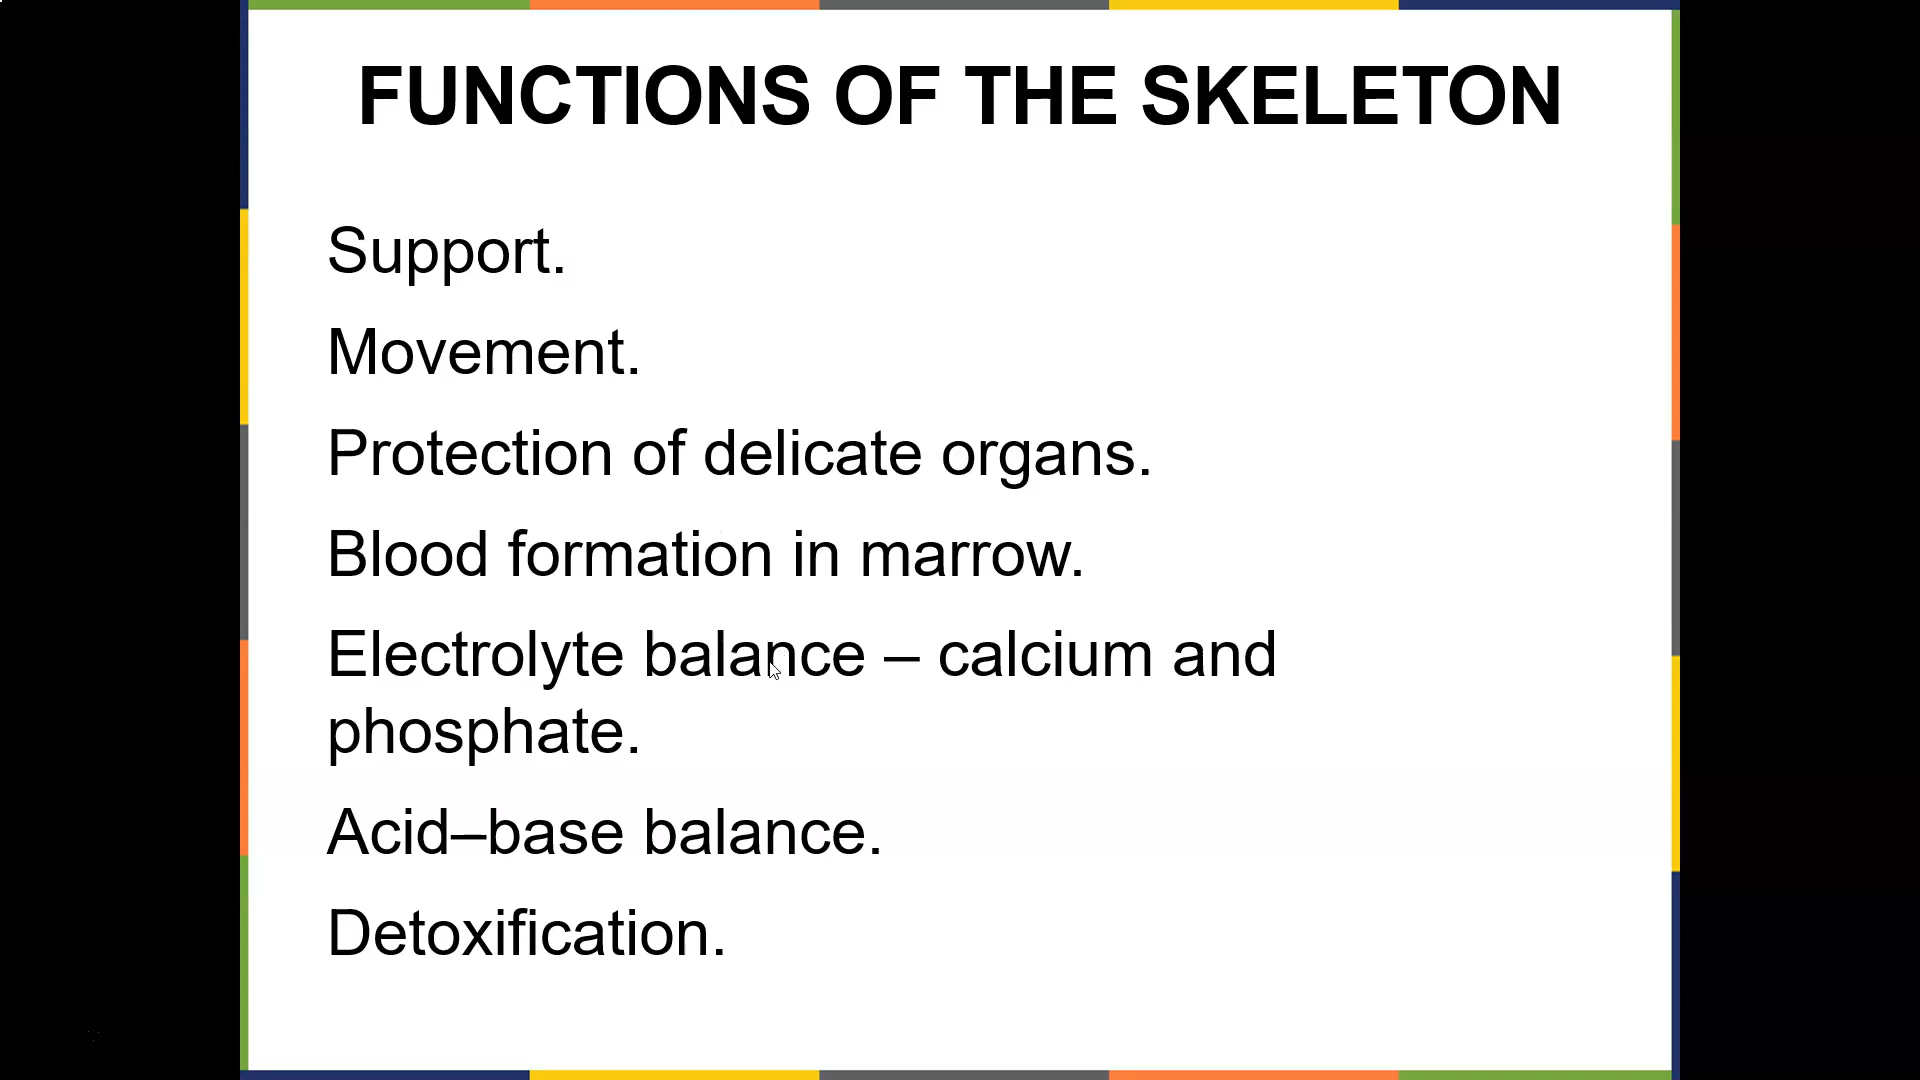 FUNCTIONS OF THE SKELETON
Support.
Movement.
Protection of delicate organs.
Blood formation in marrow.
Electrolyte balance – calcium and
phosphate.
Acid–base balance.
Detoxification.